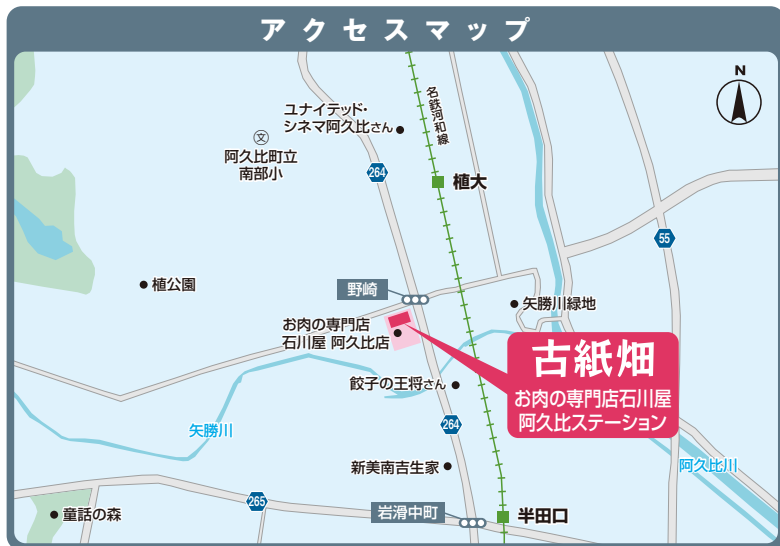 アクセスマップ
N
ユナイテッド・
シネマ阿久比さん
名鉄河和線
文
阿久比町立
南部小
264
植大
55
植公園
野崎
矢勝川緑地
お肉の専門店
石川屋 阿久比店
古紙畑
お肉の専門店石川屋
阿久比ステーション
餃子の王将さん
264
矢勝川
阿久比川
新美南吉生家
265
童話の森
岩滑中町
半田口